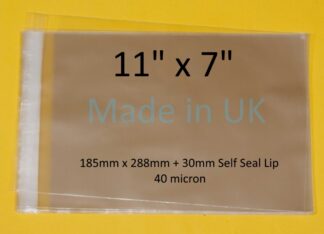 11" x 7"
Made in UK
185mm x 288mm + 30mm Self Seal Lip
40 micron